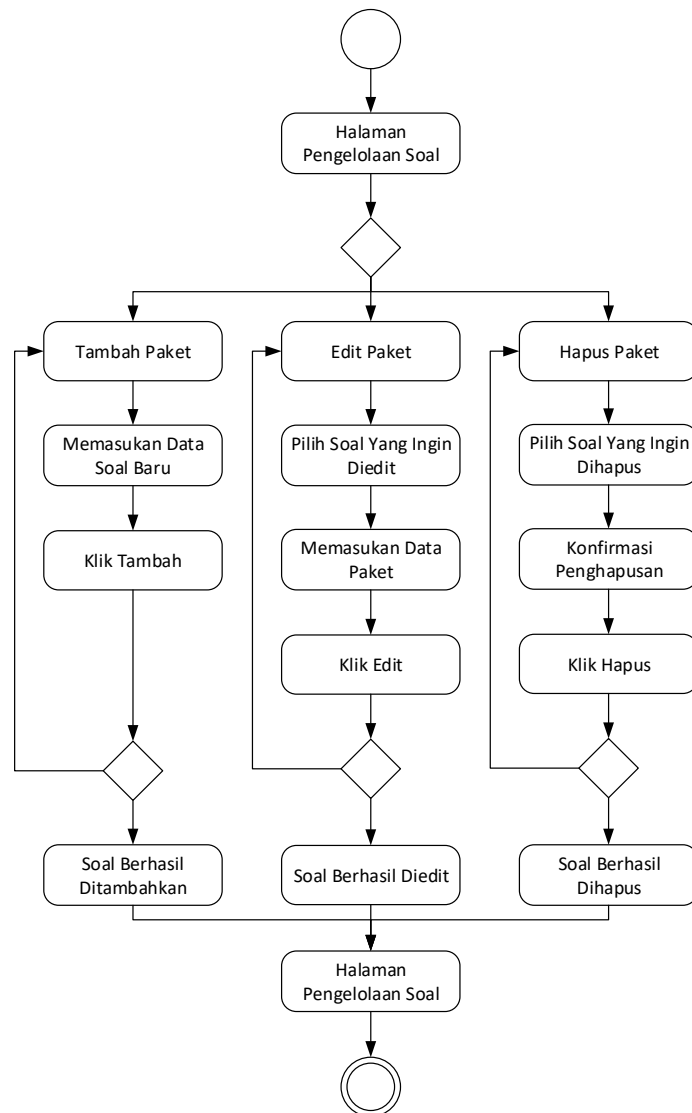 Halaman
Pengelolaan Soal
Tambah Paket
Edit Paket
Hapus Paket
Memasukan Data
Soal Baru
Pilih Soal Yang Ingin
Diedit
Pilih Soal Yang Ingin
Dihapus
Klik Tambah
Memasukan Data
Paket
Konfirmasi
Penghapusan
Klik Edit
Klik Hapus
Soal Berhasil
Ditambahkan
Soal Berhasil Diedit
Soal Berhasil
Dihapus
Halaman
Pengelolaan Soal